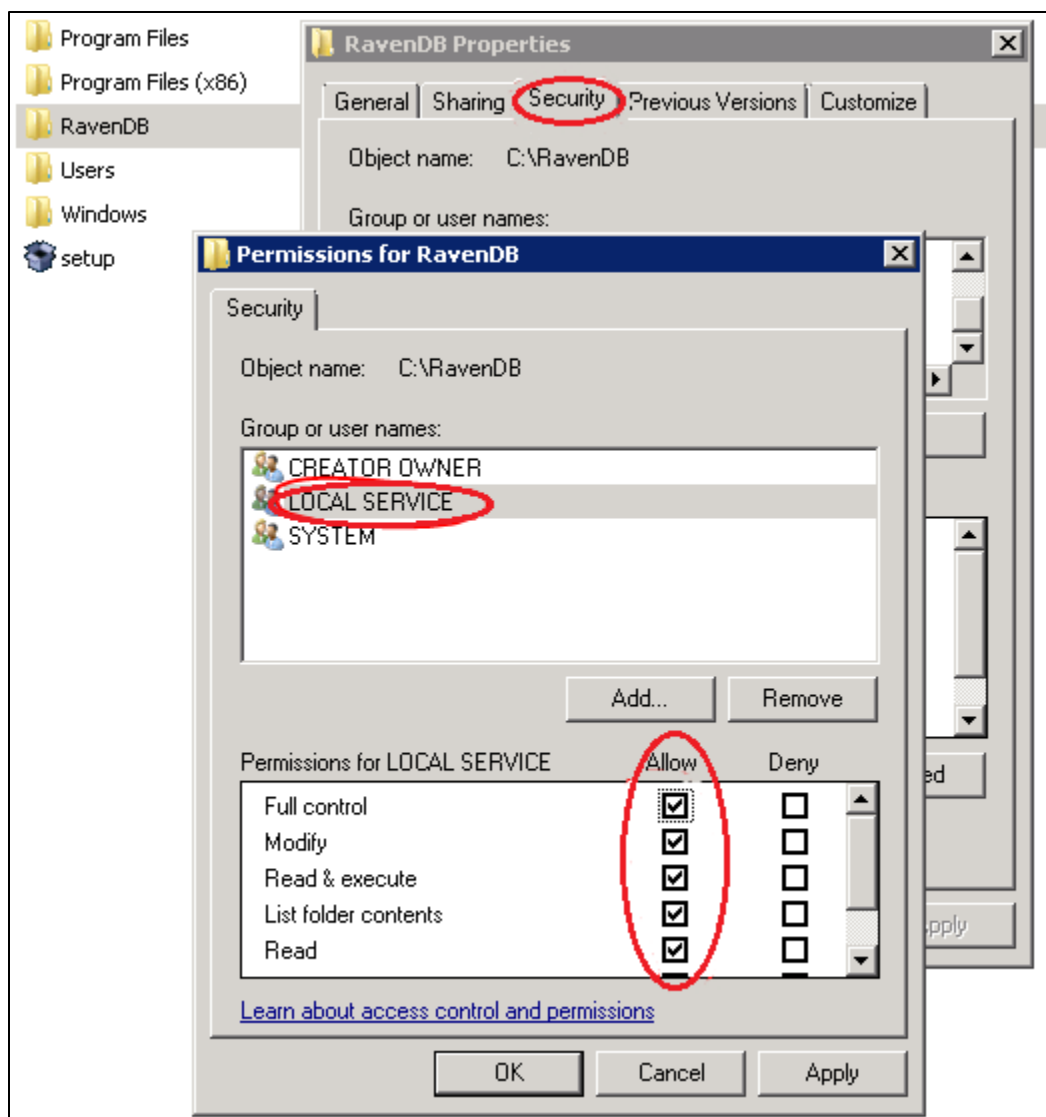 Program Files
Program Files (x86)
RavenDB
Users
Windows
setup
RavenDB Properties
General Sharing Security Previous Versions Customize
Object name: C:\RavenDB
Group or user names:
Permissions for RavenDB
Security
Object name: C:\RavenDB
Group or user names:
CREATOR OWNER
LOCAL SERVICE
SYSTEM
Add... Remove
Permissions for LOCAL SERVICE Allow Deny
Full control
Modify
Read & execute
List folder contents
Read
Learn about access control and permissions
OK Cancel Apply